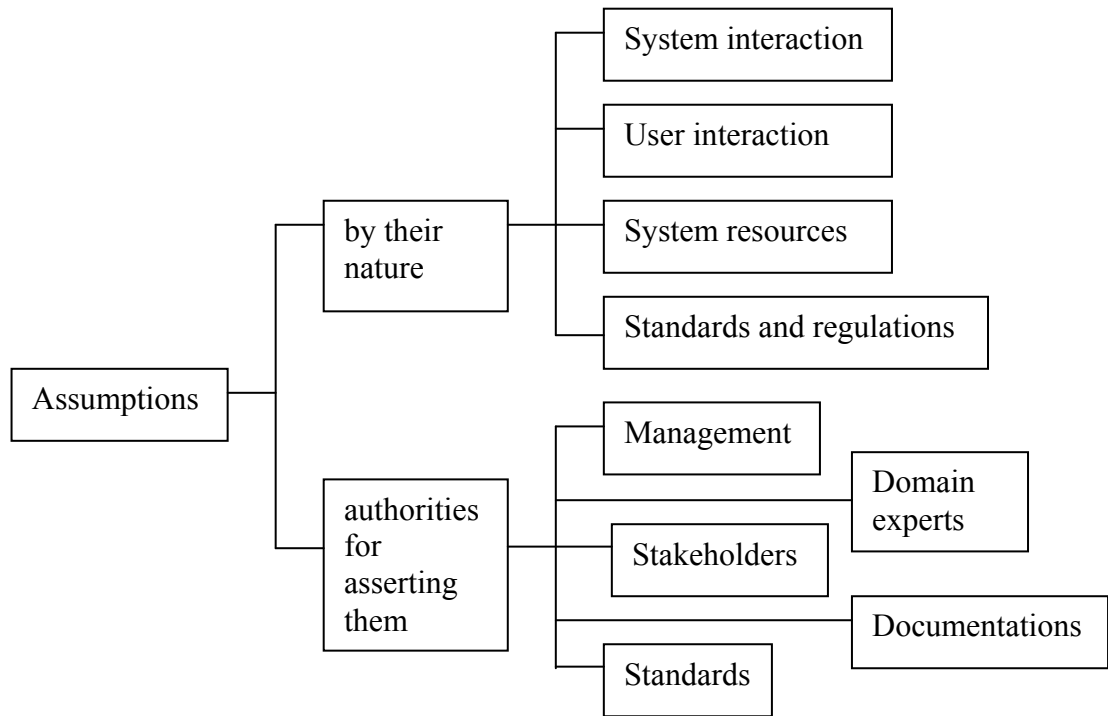 System interaction
User interaction
by their
nature
System resources
Standards and regulations
Assumptions
Management
authorities
for
asserting
them
Domain
experts
Stakeholders
Documentations
Standards